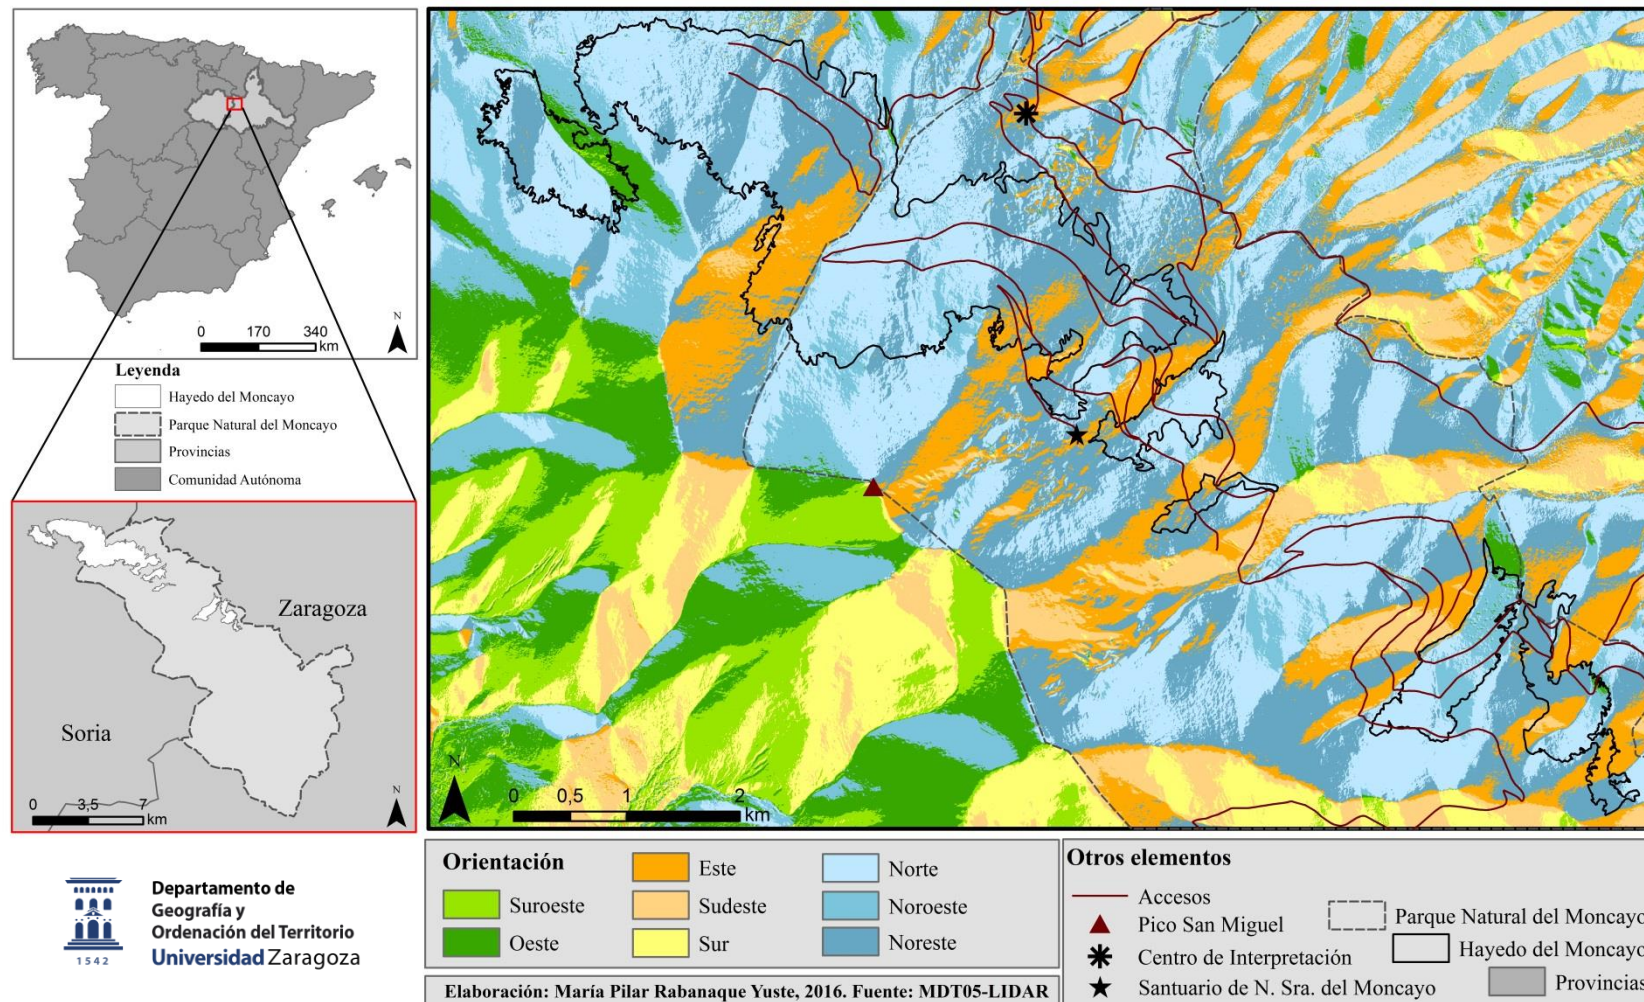 N
0 170 340
km
Leyenda
Hayedo del Moncayo
Parque Natural del Moncayo
Provincias
Comunidad Autónoma
Zaragoza
Soria
N
0 3,5 7
km
N
0 0,5 1 2
km
Departamento de
Geografía y
Ordenación del Territorio
Universidad Zaragoza
1542
Orientación
Suroeste
Oeste
Este
Sudeste
Sur
Norte
Noroeste
Noreste
Elaboración: María Pilar Rabanaque Yuste, 2016. Fuente: MDT05-LIDAR
Otros elementos
Accesos
Pico San Miguel
Centro de Interpretación
Santuario de N. Sra. del Moncayo
Parque Natural del Moncayo
Hayedo del Moncayo
Provincias